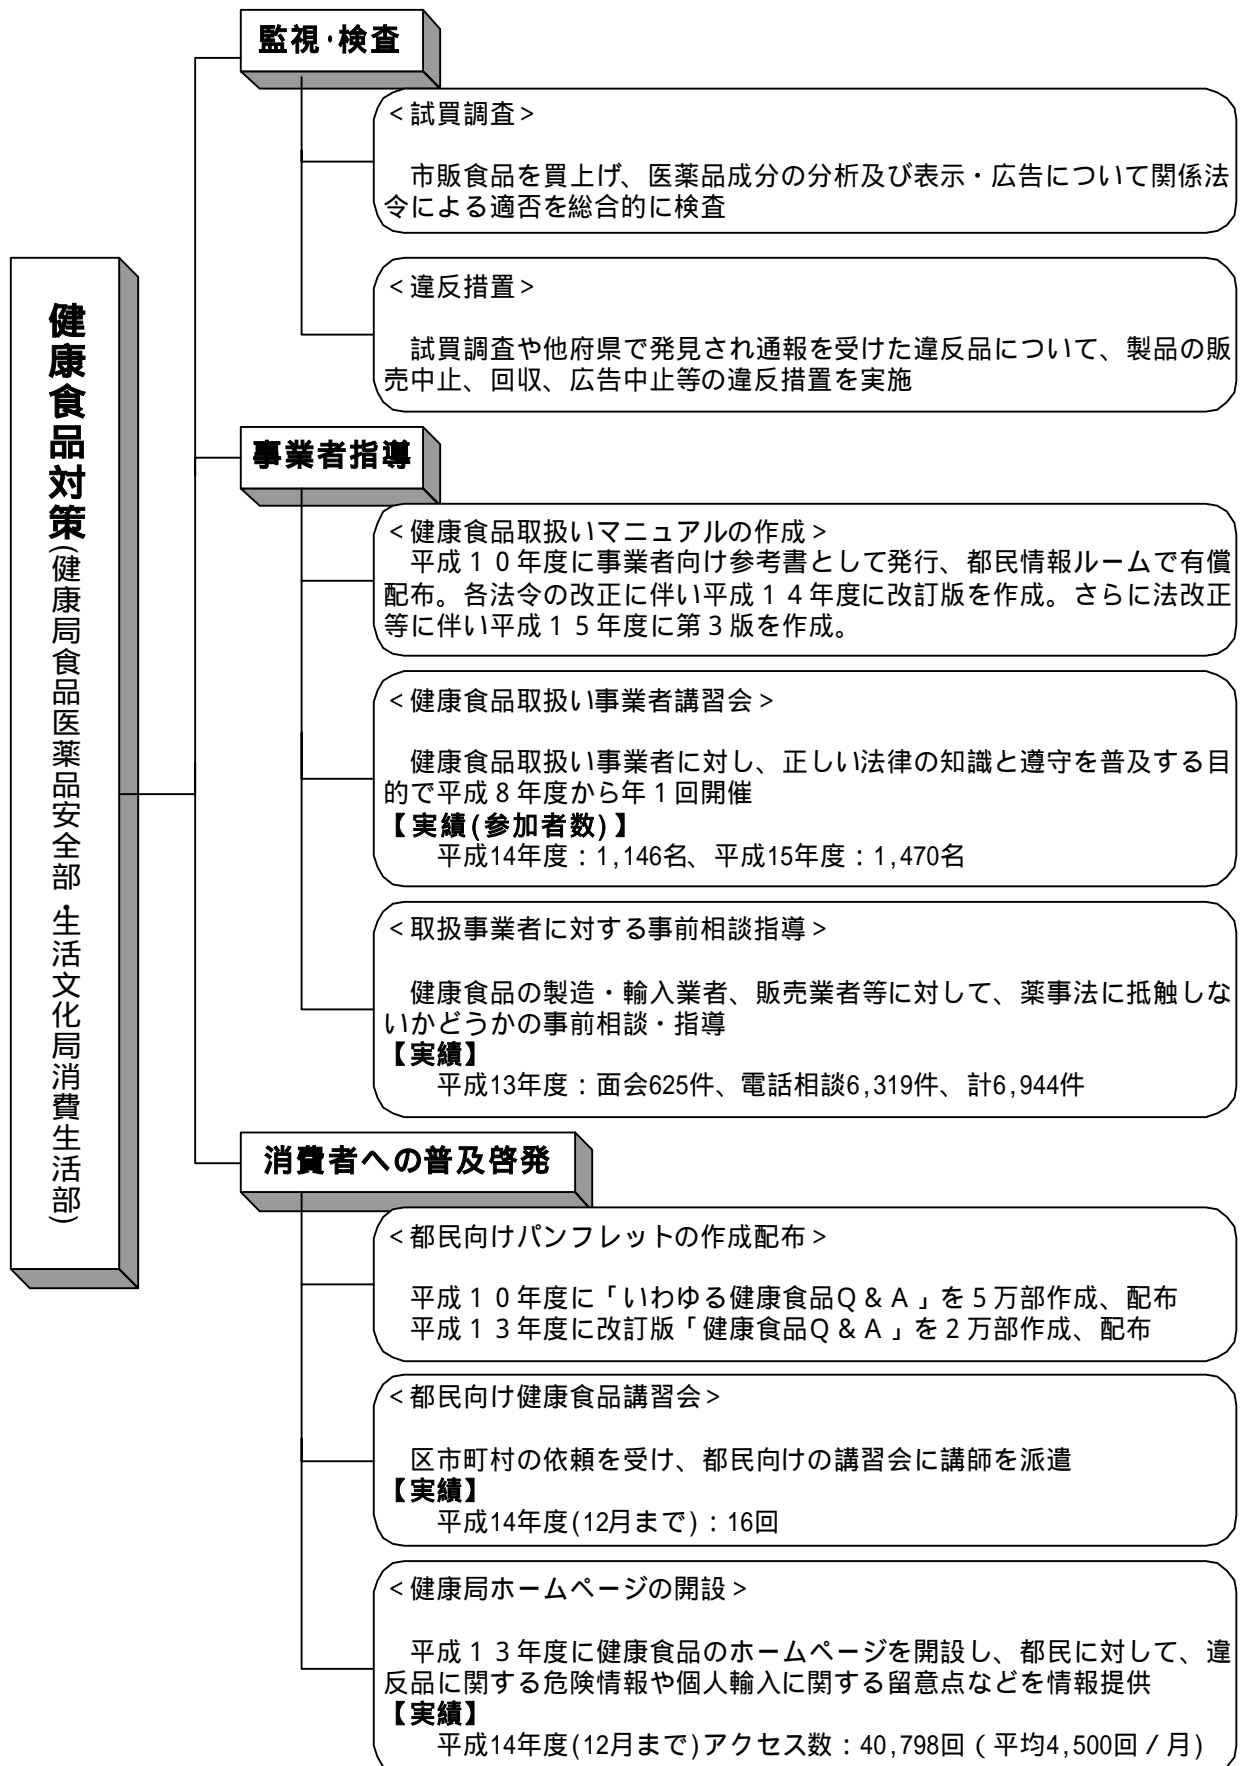 健康食品対策(健康局食品医薬品安全部・生活文化局消費生活部)
監視・検査
<試買調査>
市販食品を買上げ、医薬品成分の分析及び表示・広告について関係法
令による適否を総合的に検査
<違反措置>
試買調査や他府県で発見され通報を受けた違反品について、製品の販
売中止、回収、広告中止等の違反措置を実施
事業者指導
<健康食品取扱いマニュアルの作成>
平成10年度に事業者向け参考書として発行、都民情報ルームで有償
配布。各法令の改正に伴い平成14年度に改訂版を作成。さらに法改正
等に伴い平成15年度に第3版を作成。
<健康食品取扱い事業者講習会>
健康食品取扱い事業者に対し、正しい法律の知識と遵守を普及する目
的で平成8年度から年1回開催
【実績(参加者数)】
平成14年度:1,146名、平成15年度:1,470名
<取扱事業者に対する事前相談指導>
健康食品の製造・輸入業者、販売業者等に対して、薬事法に抵触しな
いかどうかの事前相談・指導
【実績】
平成13年度:面会625件、電話相談6,319件、計6,944件
消費者への普及啓発
<都民向けパンフレットの作成配布>
平成10年度に「いわゆる健康食品Q&A」を5万部作成、配布
平成13年度に改訂版「健康食品Q&A」を2万部作成、配布
<都民向け健康食品講習会>
区市町村の依頼を受け、都民向けの講習会に講師を派遣
【実績】
平成14年度(12月まで):16回
<健康局ホームページの開設>
平成13年度に健康食品のホームページを開設し、都民に対して、違
反品に関する危険情報や個人輸入に関する留意点などを情報提供
【実績】
平成14年度(12月まで)アクセス数:40,798回(平均4,500回/月)